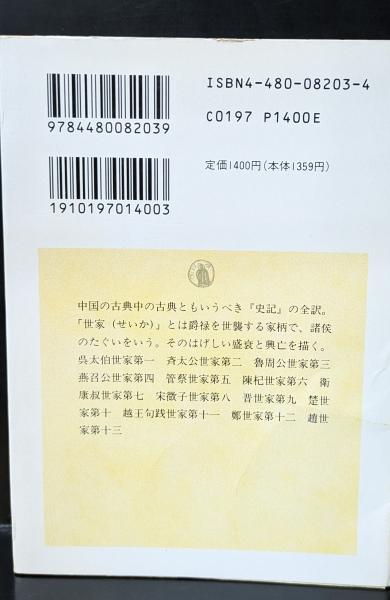 ISBN4-480-08203-4
9784480082039
C0197 P1400E
定価1400円(本体1359円)
1910197014003
中国の古典中の古典ともいうべき『史記』の全訳。
「世家(せいか)」とは爵禄を世襲する家柄で、諸侯
のたぐいをいう。そのはげしい盛衰と興亡を描く。
呉太伯世家第一 斉太公世家第二 魯周公世家第三
燕召公世家第四 管蔡世家第五 陳杞世家第六 衛
康叔世家第七 宋微子世家第八 晋世家第九 楚世
家第十 越王句践世家第十一 鄭世家第十二 趙世
家第十三